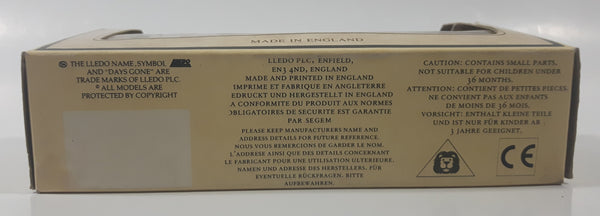 MADE IN ENGLAND
® THE LLEDO NAME, SYMBOL
AND "DAYS GONE" ARE
TRADE MARKS OF LLEDO PLC.
© ALL MODELS ARE
PROTECTED BY COPYRIGHT
LLEDO PLC, ENFIELD,
EN3 4ND, ENGLAND
MADE AND PRINTED IN ENGLAND
IMPRIME ET FABRIQUE EN ANGLETERRE
EDRUCKT UND HERGESTELLT IN ENGLAND
A CONFORMITE DU PRODUIT AUX NORMES
OBLIGATOIRES DE SECURITE EST GARANTIE
PAR SEGEM
PLEASE KEEP MANUFACTURERS NAME AND
ADDRESS DETAILS FOR FUTURE REFERENCE.
NOUS VOUS REMERCIONS DE GARDER LE NOM.
L'ADRESSE AINSI QUE DES DETAILS CONCERNANT
LE FABRICANT POUR UNE UTILISATION ULTERIEURE.
NAMEN UND ADRESSE DES HERSTELLERS, FÜR
EVENTUELLE RÜCKFRAGEN, BITTE
AUFBEWAHREN.
CAUTION: CONTAINS SMALL PARTS,
NOT SUITABLE FOR CHILDREN UNDER
36 MONTHS.
ATTENTION: CONTIENT DE PETITES PIECES.
NE CONVIENT PAS AUX ENFANTS
DE MOINS DE 36 MOIS.
VORSICHT: ENTHALT KLEINE TEILE
UND IST NUR FÜR KINDER AB
3 JAHRE GEEIGNET.
CE